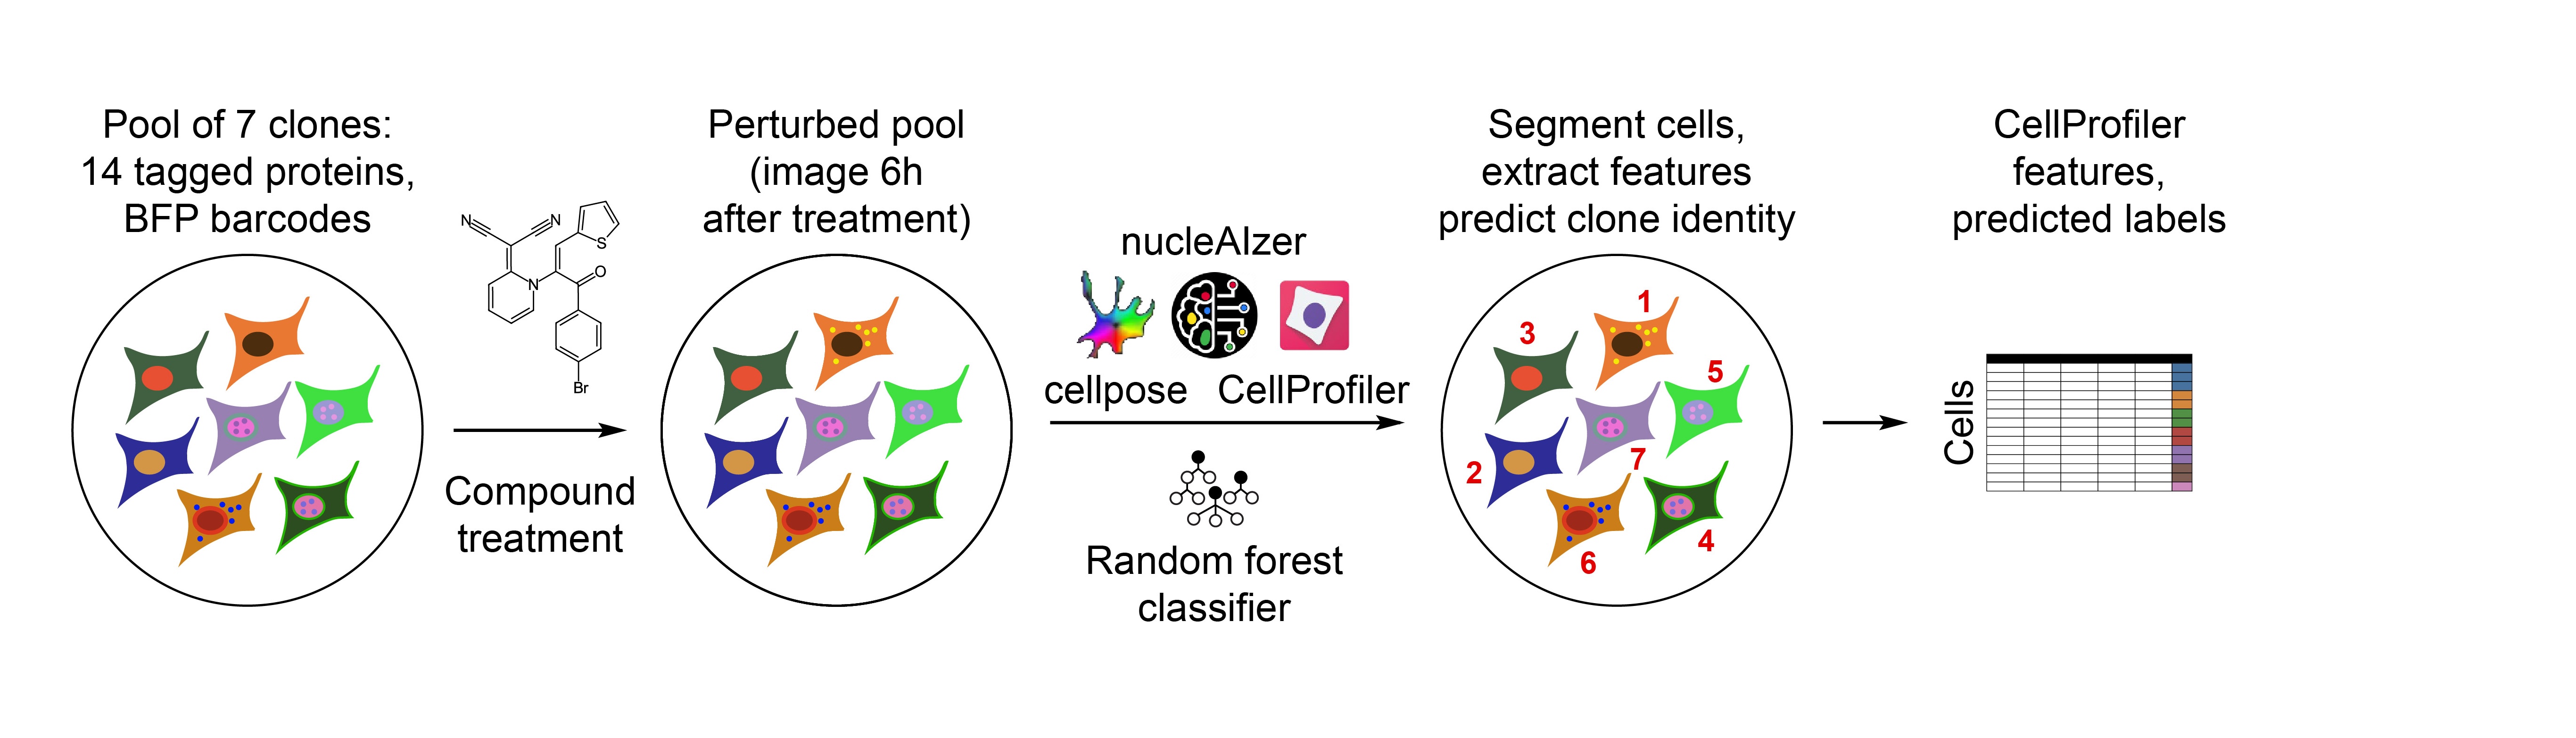 Pool of 7 clones:
14 tagged proteins,
BFP barcodes
N
N
S
N
O
Br
Compound
treatment
Perturbed pool
(image 6h
after treatment)
nucleAIzer
cellpose
CellProfiler
Random forest
classifier
Segment cells,
extract features
predict clone identity
1
3
5
2
7
6
4
CellProfiler
features,
predicted labels
Cells